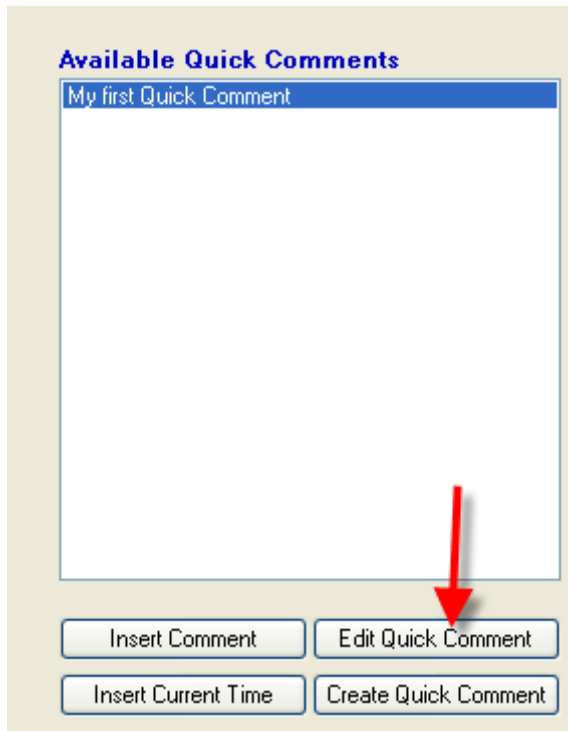 Available Quick Comments
My first Quick Comment
Insert Comment
Edit Quick Comment
Insert Current Time
Create Quick Comment